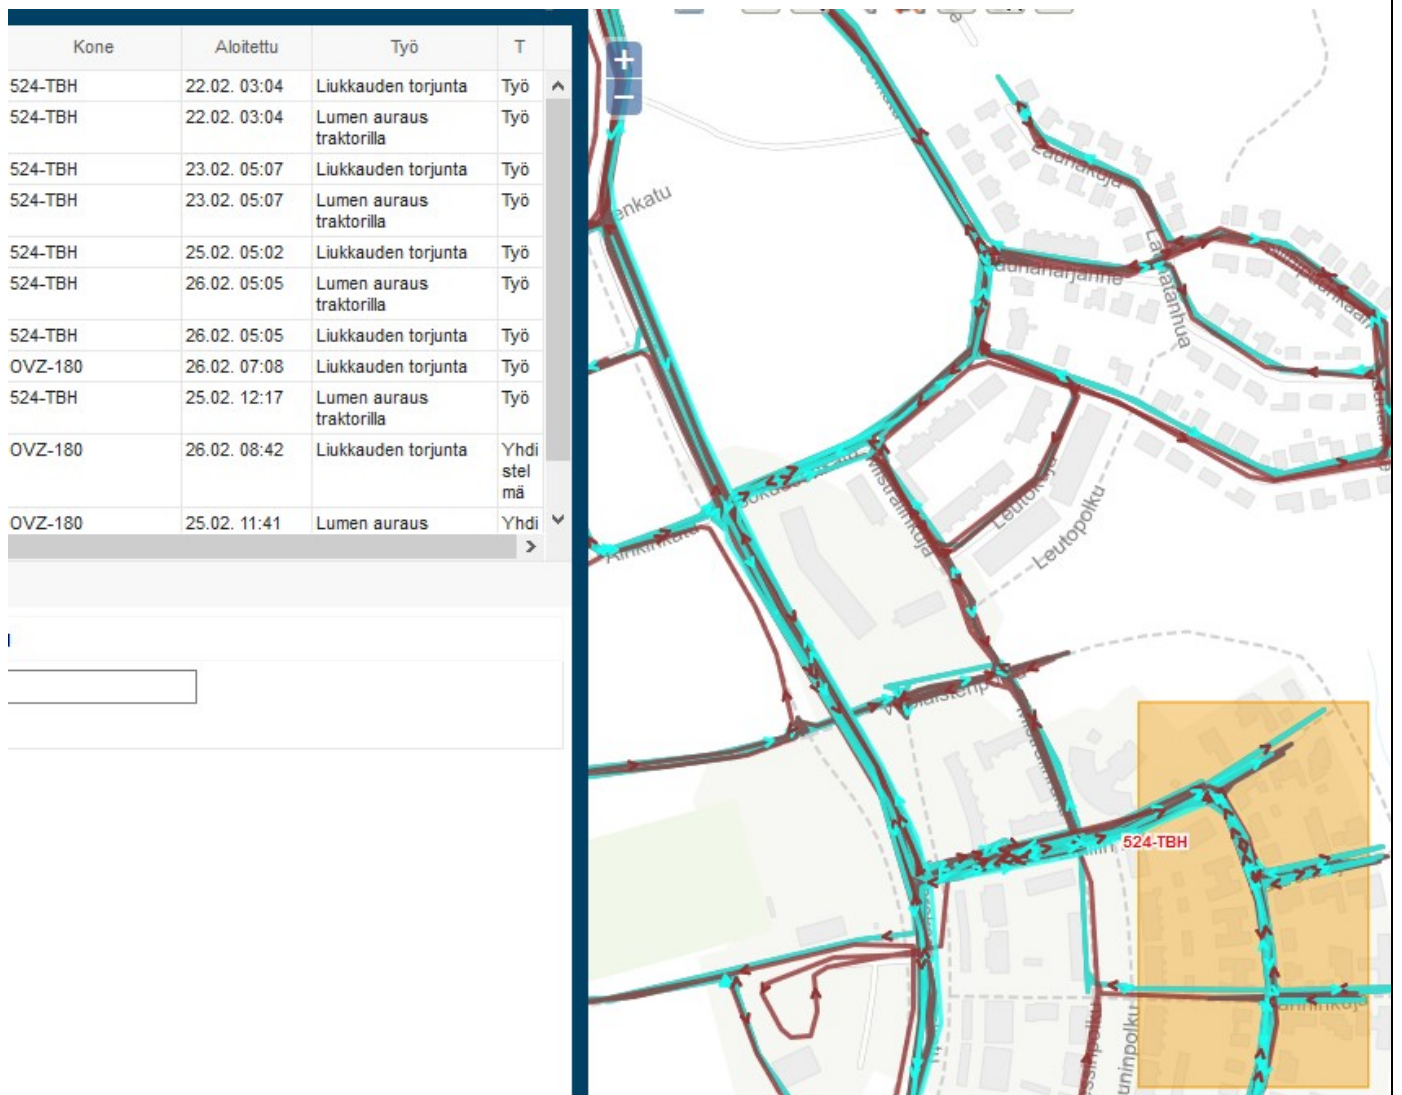 Kone Aloitettu Työ T
524-TBH 22.02. 03:04 Liukkauden torjunta Työ
524-TBH 22.02. 03:04 Lumen auraus Työ
traktorilla
524-TBH 23.02. 05:07 Liukkauden torjunta Työ
524-TBH 23.02. 05:07 Lumen auraus Työ
traktorilla
524-TBH 25.02. 05:02 Liukkauden torjunta Työ
524-TBH 26.02. 05:05 Lumen auraus Työ
traktorilla
524-TBH 26.02. 05:05 Liukkauden torjunta Työ
OVZ-180 26.02. 07:08 Liukkauden torjunta Työ
524-TBH 25.02. 12:17 Lumen auraus Työ
traktorilla
OVZ-180 26.02. 08:42 Liukkauden torjunta Yhdi
stel
mä
OVZ-180 25.02. 11:41 Lumen auraus Yhdi
+
−
enkatu
Lauhakuja
Leutokuja
Leutopolku
Mistralinkuja
524-TBH
uninpolku